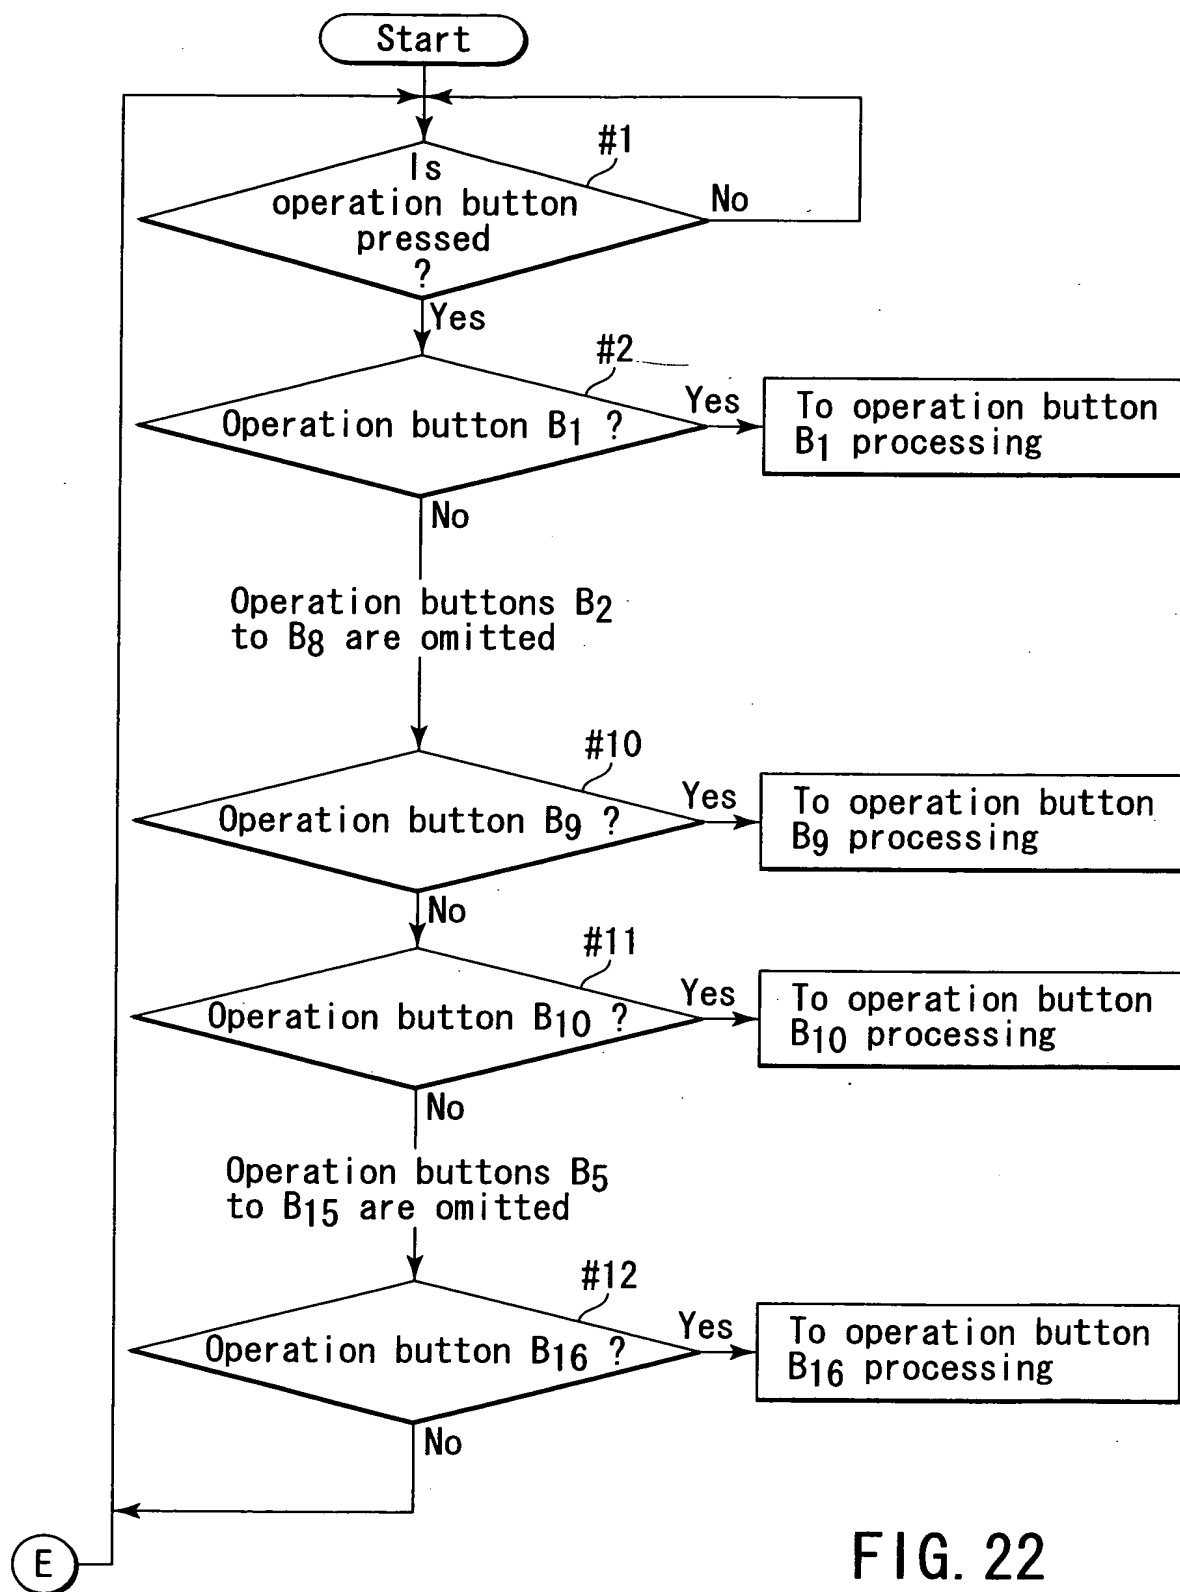 Start
#1
Is
operation button
pressed
?
No
Yes
#2
Operation button B1 ?
Yes
To operation button
B1 processing
No
Operation buttons B2
to B8 are omitted
#10
Operation button B9 ?
Yes
To operation button
B9 processing
No
#11
Operation button B10 ?
Yes
To operation button
B10 processing
No
Operation buttons B5
to B15 are omitted
#12
Operation button B16 ?
Yes
To operation button
B16 processing
No
E
FIG. 22